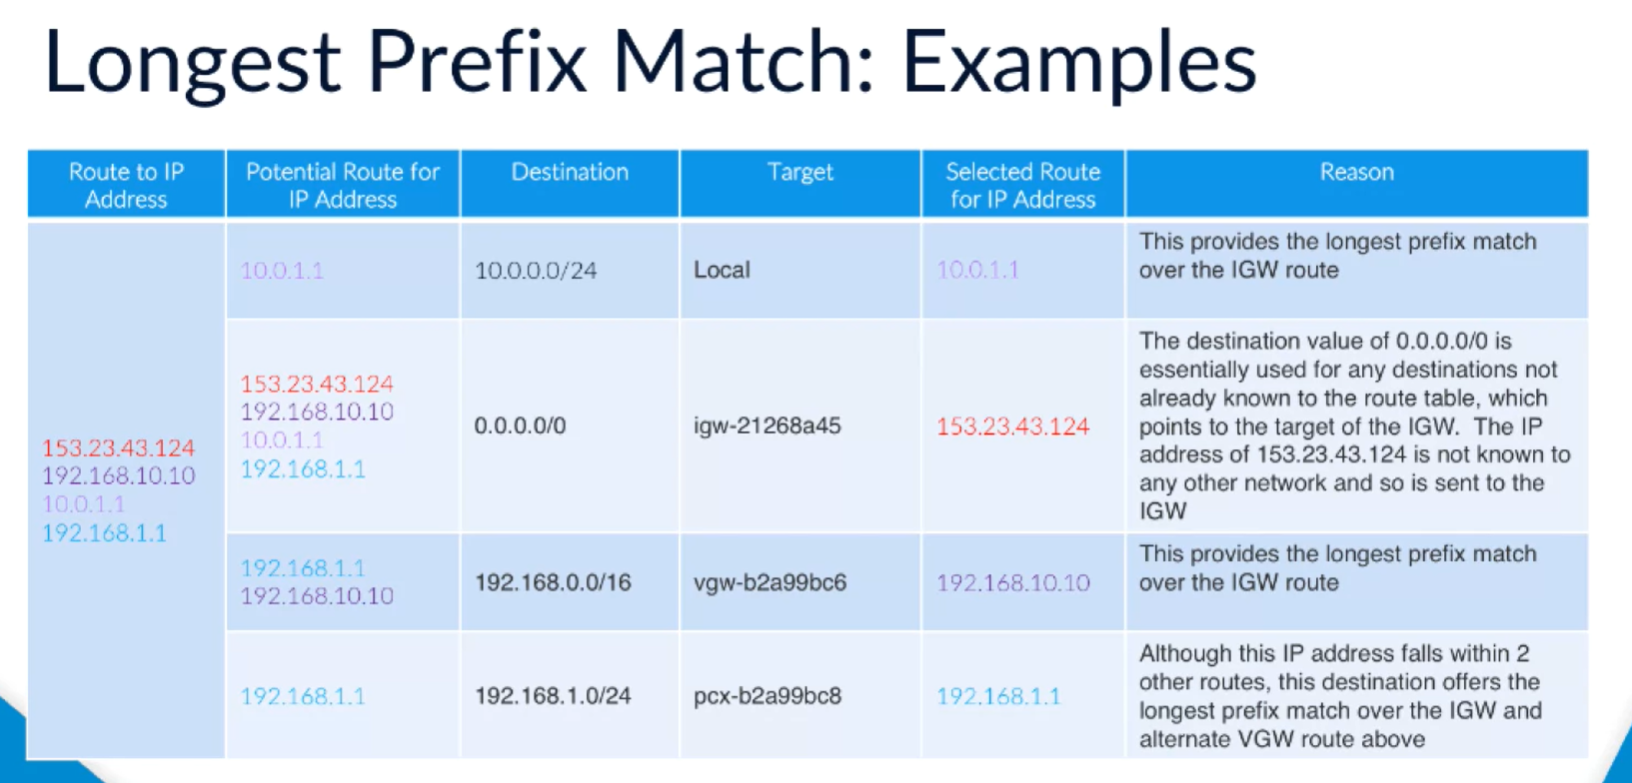 Longest Prefix Match: Examples
Route to IP
Address
Potential Route for
IP Address
Destination
Target
Selected Route
for IP Address
Reason
153.23.43.124
192.168.10.10
10.0.1.1
192.168.1.1
10.0.1.1
10.0.0.0/24
Local
10.0.1.1
This provides the longest prefix match
over the IGW route
153.23.43.124
192.168.10.10
10.0.1.1
192.168.1.1
0.0.0.0/0
igw-21268a45
153.23.43.124
The destination value of 0.0.0.0/0 is
essentially used for any destinations not
already known to the route table, which
points to the target of the IGW. The IP
address of 153.23.43.124 is not known to
any other network and so is sent to the
IGW
192.168.1.1
192.168.10.10
192.168.0.0/16
vgw-b2a99bc6
192.168.10.10
This provides the longest prefix match
over the IGW route
192.168.1.1
192.168.1.0/24
pcx-b2a99bc8
192.168.1.1
Although this IP address falls within 2
other routes, this destination offers the
longest prefix match over the IGW and
alternate VGW route above